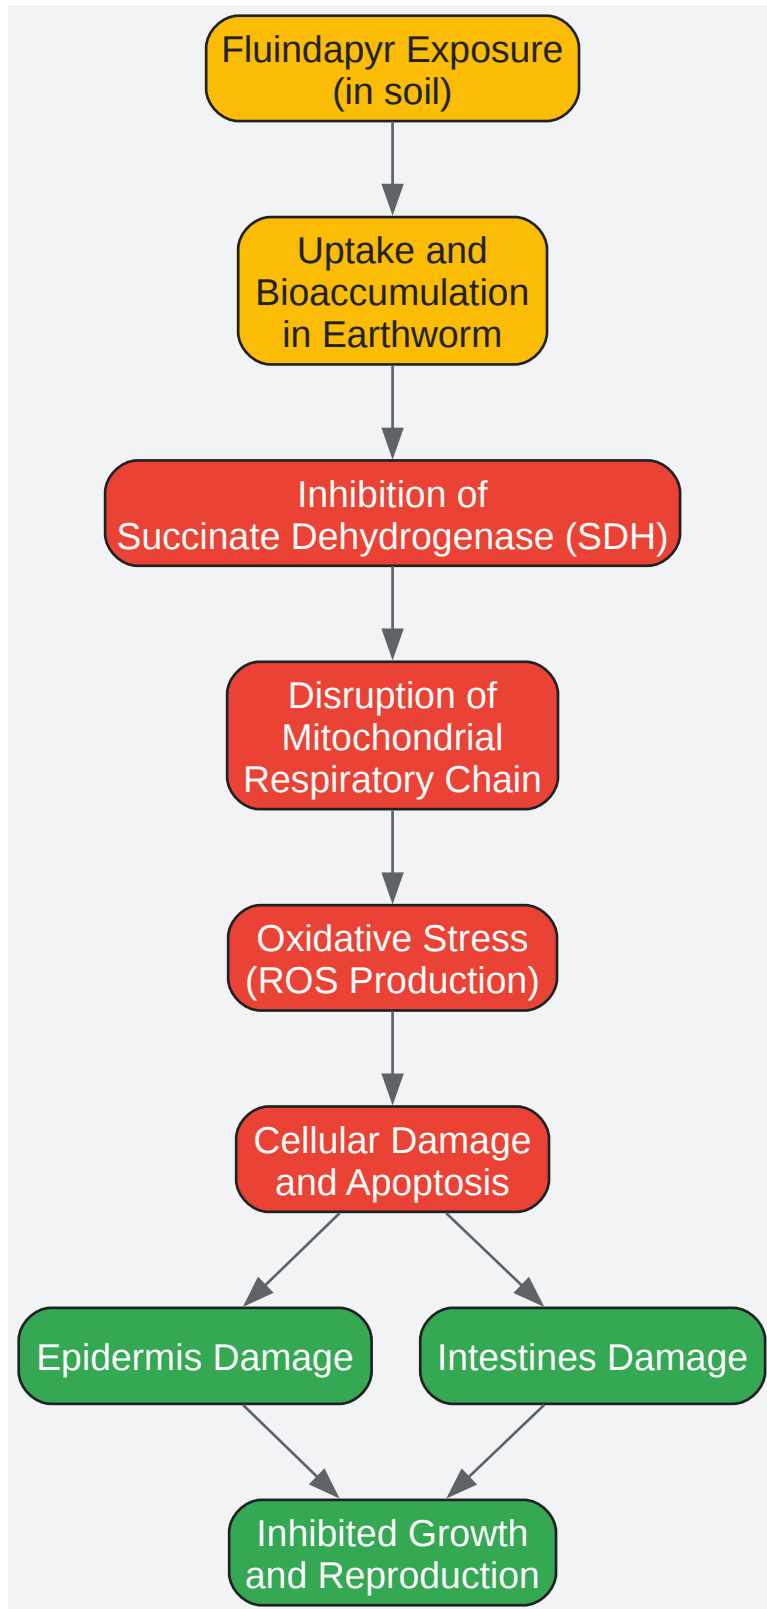 Fluindapyr Exposure
(in soil)
Uptake and
Bioaccumulation
in Earthworm
Inhibition of
Succinate Dehydrogenase (SDH)
Disruption of
Mitochondrial
Respiratory Chain
Oxidative Stress
(ROS Production)
Cellular Damage
and Apoptosis
Epidermis Damage
Intestines Damage
Inhibited Growth
and Reproduction